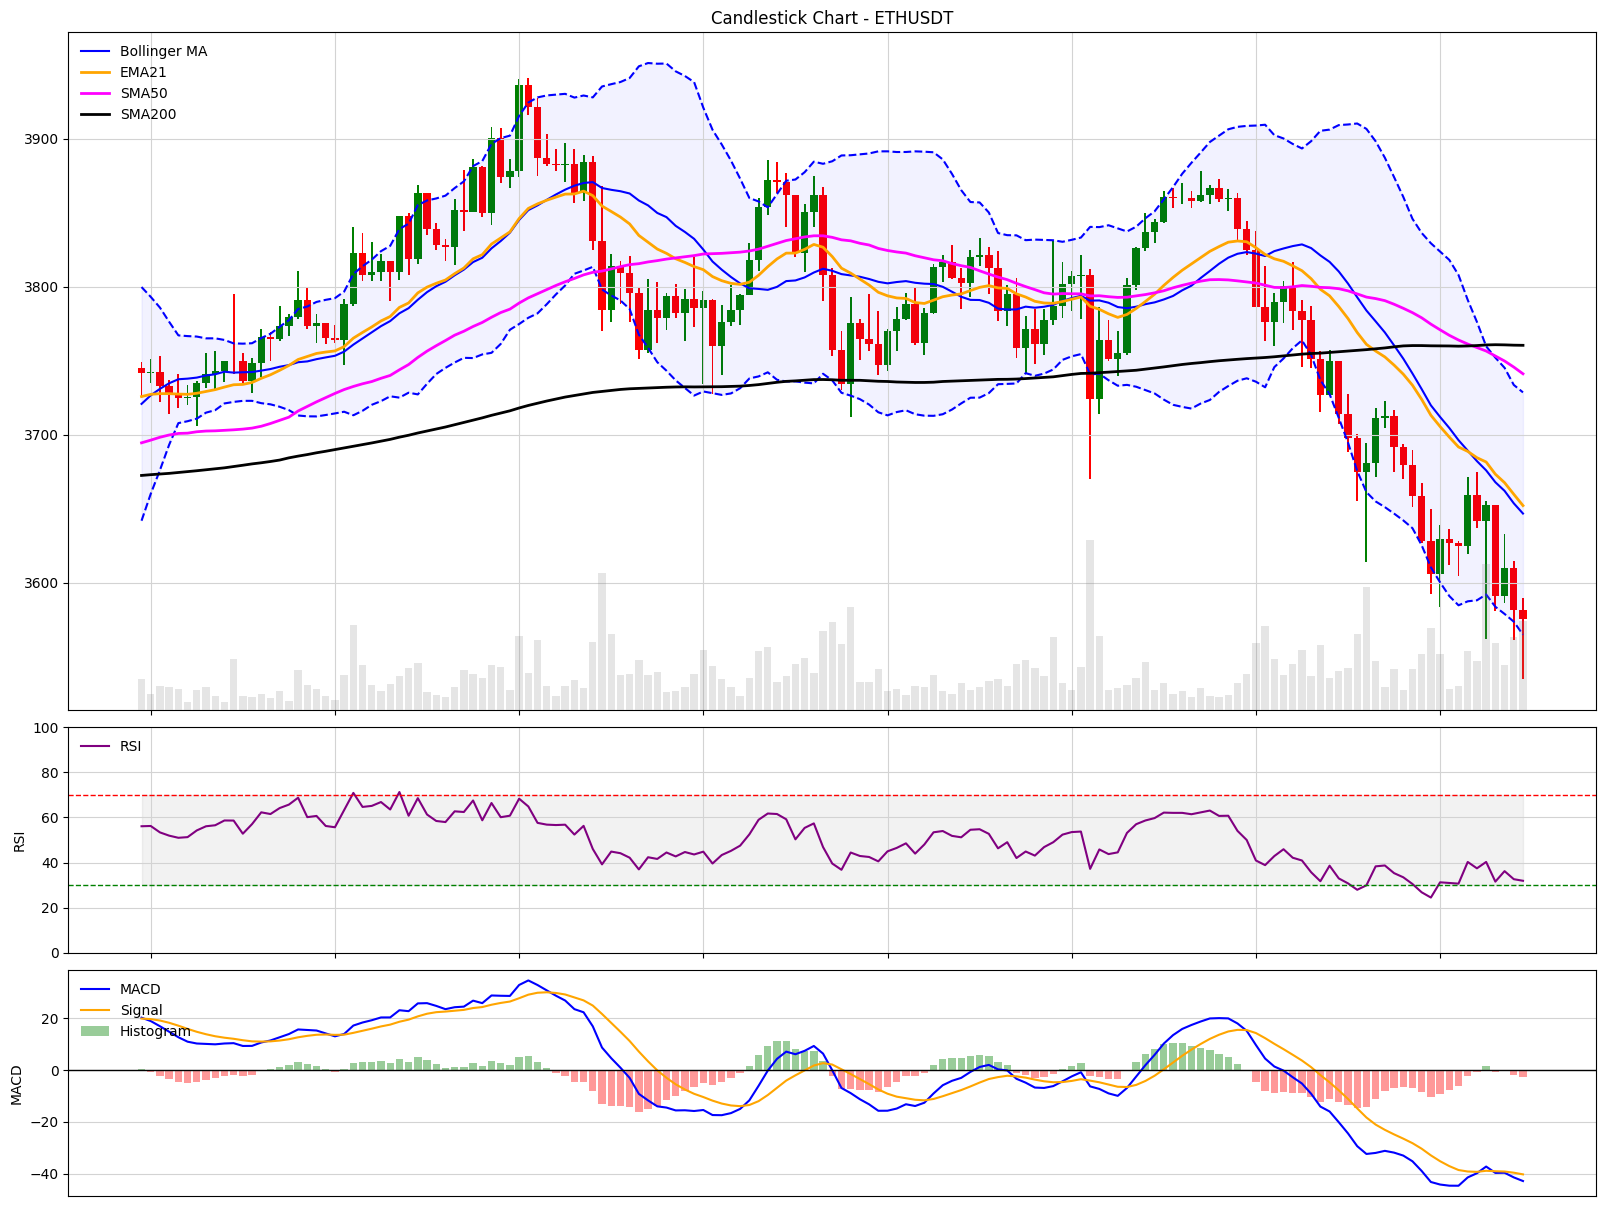 Candlestick Chart - ETHUSDT
Bollinger MA
EMA21
SMA50
SMA200
3900
3800
3700
3600
100
80
60
40
20
0
RSI
RSI
20
0
−20
−40
MACD
MACD
Signal
Histogram